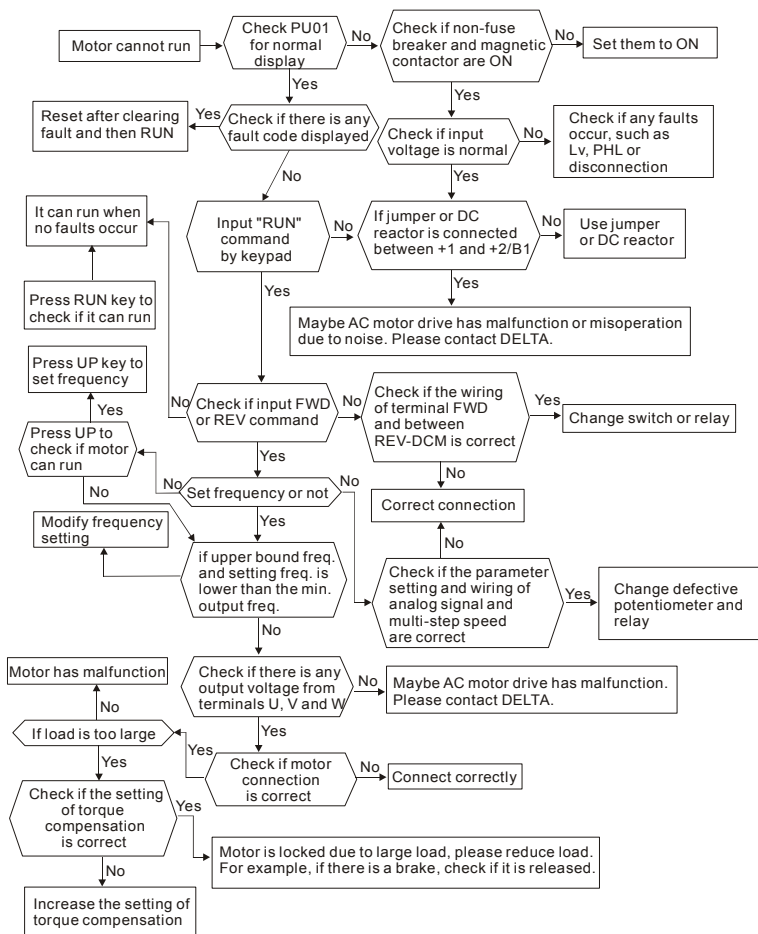 Motor cannot run
Check PU01
for normal
display
No
Check if non-fuse
breaker and magnetic
contactor are ON
No
Set them to ON
Yes
Yes
Reset after clearing
fault and then RUN
Yes
Check if there is any
fault code displayed
Check if input
voltage is normal
No
Check if any faults
occur, such as
Lv, PHL or
disconnection
No
Yes
It can run when
no faults occur
Input "RUN"
command
by keypad
No
If jumper or DC
reactor is connected
between +1 and +2/B1
No
Use jumper
or DC reactor
Press RUN key to
check if it can run
Yes
Yes
Maybe AC motor drive has malfunction or misoperation
due to noise. Please contact DELTA.
Press UP key to
set frequency
No
Check if input FWD
or REV command
No
Check if the wiring
of terminal FWD
and between
REV-DCM is correct
Yes
Change switch or relay
Yes
Press UP to
check if motor
can run
Yes
No
Set frequency or not
No
No
Correct connection
No
No
Yes
Modify frequency
setting
if upper bound freq.
and setting freq. is
lower than the min.
output freq.
Check if the parameter
setting and wiring of
analog signal and
multi-step speed
are correct
Yes
Change defective
potentiometer and
relay
No
Motor has malfunction
Check if there is any
output voltage from
terminals U, V and W
No
Maybe AC motor drive has malfunction.
Please contact DELTA.
No
Yes
If load is too large
Yes
Check if motor
connection
is correct
No
Connect correctly
Yes
Check if the setting
of torque
compensation
is correct
Yes
Motor is locked due to large load, please reduce load.
For example, if there is a brake, check if it is released.
No
Increase the setting of
torque compensation